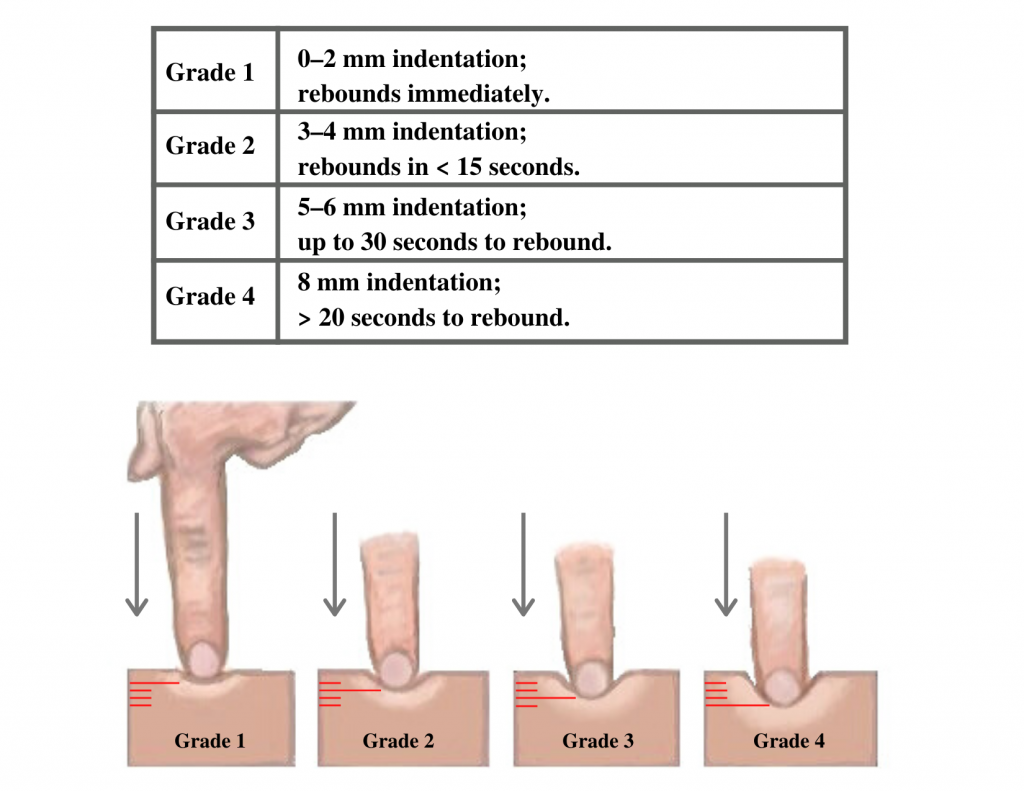 Grade 1
0–2 mm indentation;
rebounds immediately.
Grade 2
3–4 mm indentation;
rebounds in < 15 seconds.
Grade 3
5–6 mm indentation;
up to 30 seconds to rebound.
Grade 4
8 mm indentation;
> 20 seconds to rebound.
Grade 1
Grade 2
Grade 3
Grade 4